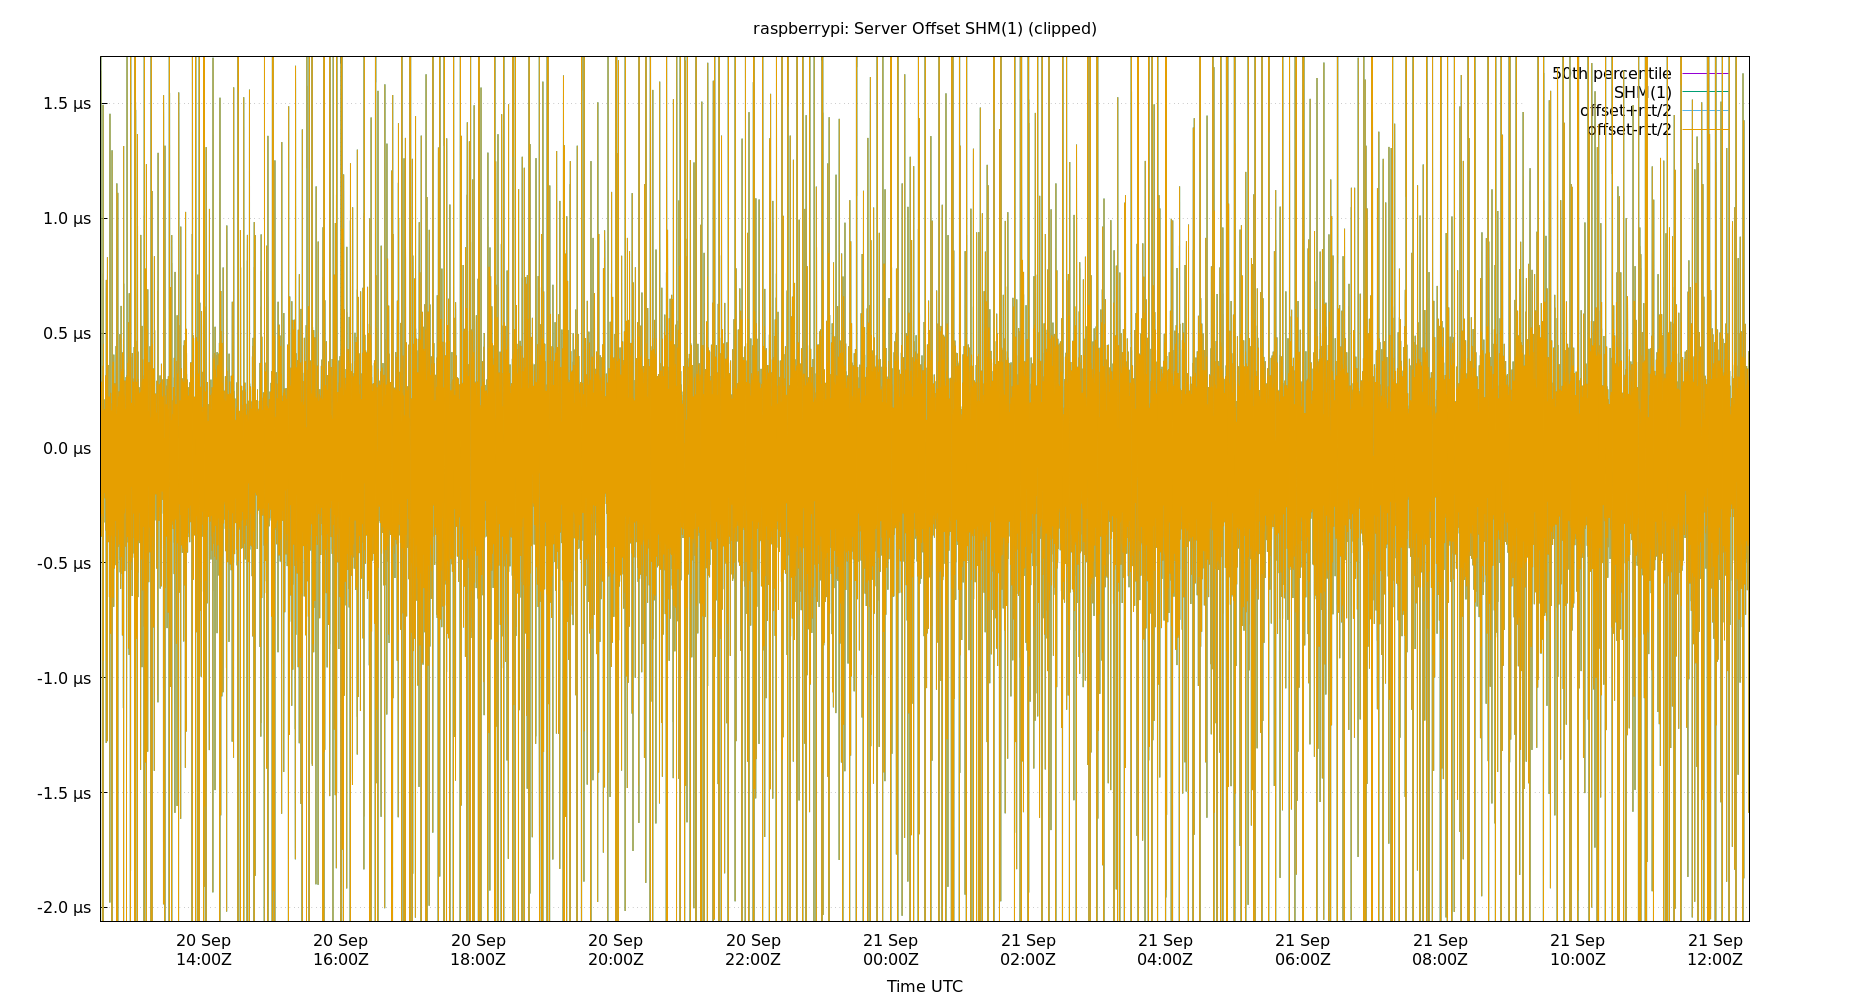 raspberrypi: Server Offset SHM(1) (clipped)
50th percentile
SHM(1)
offset+rtt/2
offset-rtt/2
1.5 µs
1.0 µs
0.5 µs
0.0 µs
-0.5 µs
-1.0 µs
-1.5 µs
-2.0 µs
20 Sep 20 Sep 20 Sep 20 Sep 20 Sep 21 Sep 21 Sep 21 Sep 21 Sep 21 Sep 21 Sep 21 Sep
14:00Z 16:00Z 18:00Z 20:00Z 22:00Z 00:00Z 02:00Z 04:00Z 06:00Z 08:00Z 10:00Z 12:00Z
Time UTC